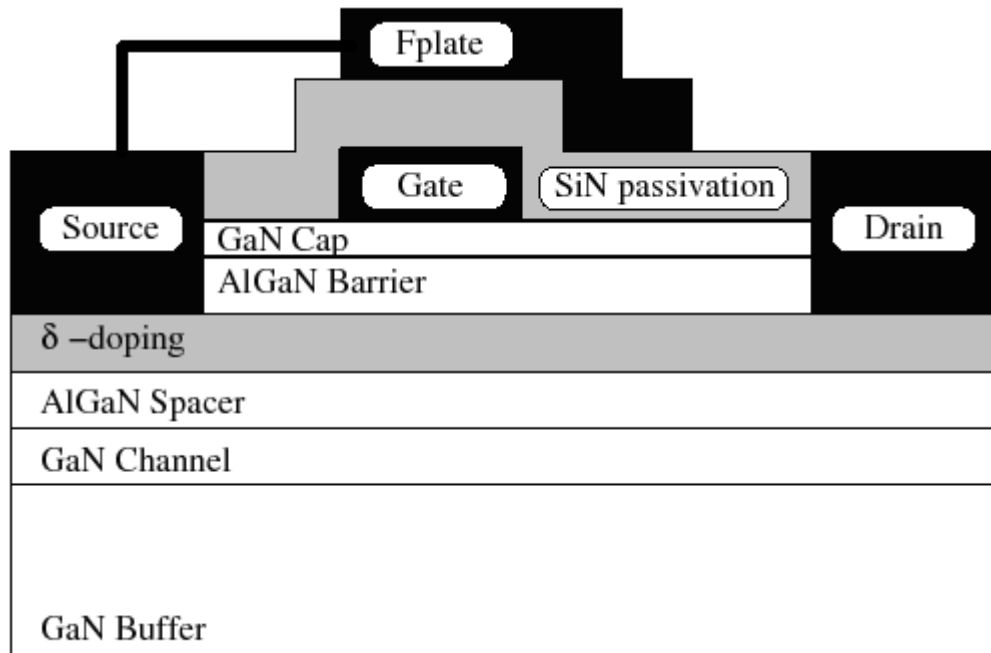 Fplate
Gate
SiN passivation
Source
Drain
GaN Cap
AlGaN Barrier
δ −doping
AlGaN Spacer
GaN Channel
GaN Buffer